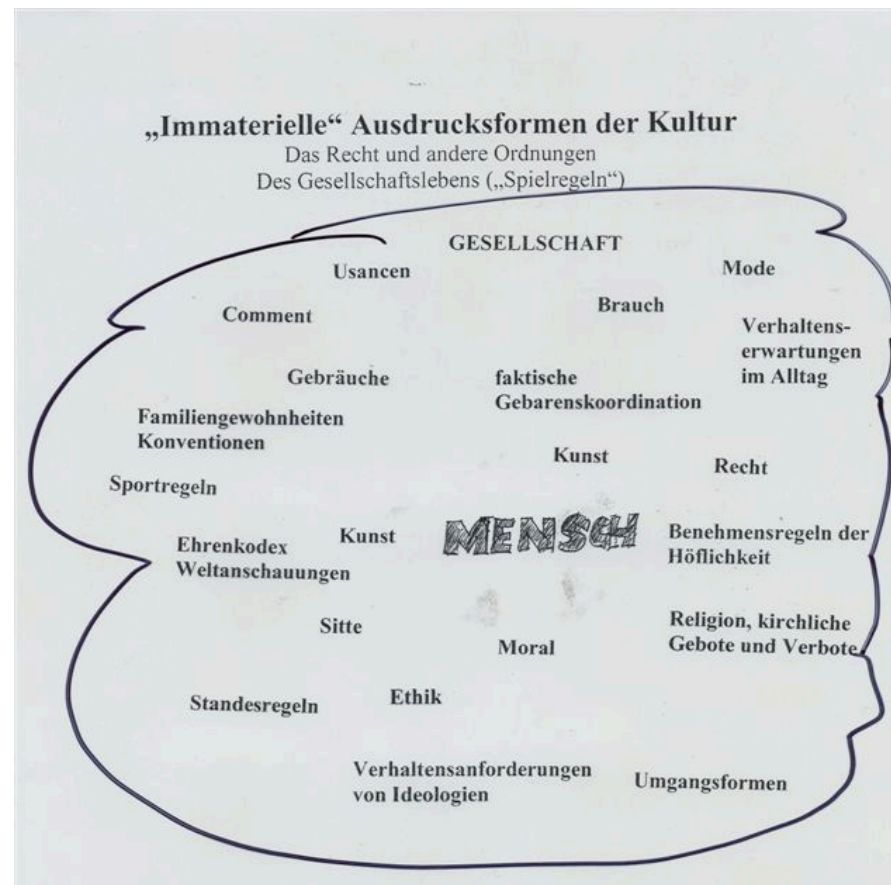 „Immaterielle“ Ausdrucksformen der Kultur
Das Recht und andere Ordnungen
Des Gesellschaftslebens („Spielregeln“)
GESELLSCHAFT
Usancen
Mode
Comment
Brauch
Verhaltens-
erwartungen
im Alltag
Gebräuche
faktische
Gebarenskoordination
Familiengewohnheiten
Konventionen
Kunst
Recht
Sportregeln
Ehrenkodex
Weltanschauungen
Kunst
MENSCH
Benehmensregeln der
Höflichkeit
Sitte
Moral
Religion, kirchliche
Gebote und Verbote
Standesregeln
Ethik
Verhaltensanforderungen
von Ideologien
Umgangsformen